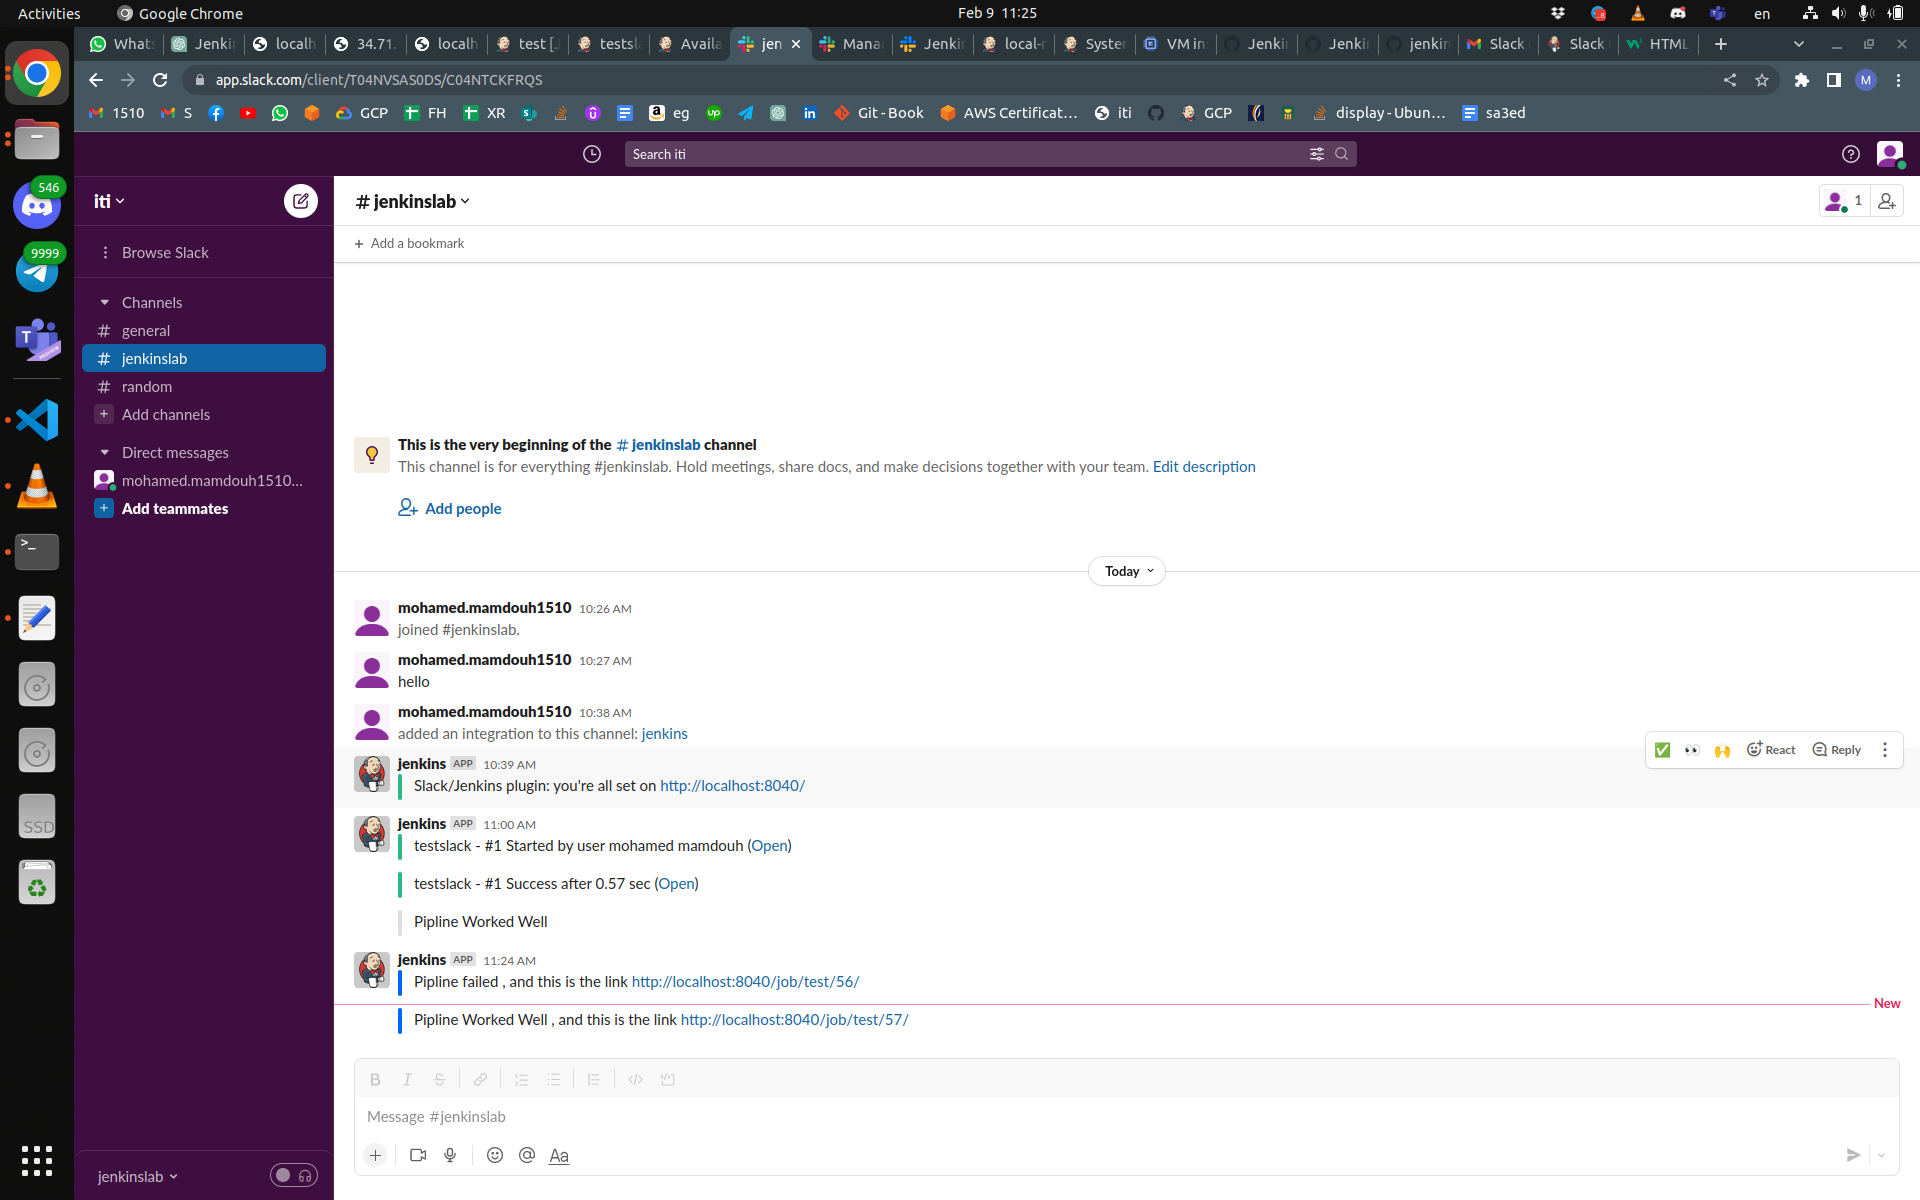 Activities
Google Chrome
Feb 9 11:25
en
Whats
Jenki
localh
34.71.
localh
test [J
testsl
Availa
jen
Manag
Jenki
local-r
Syste
VM in
Jenki
Jenki
jenkin
Slack
Slack
HTML
app.slack.com/client/T04NVSAS0DS/C04NTCKFRQS
M
1510
S
GCP
FH
XR
eg
Git - Book
AWS Certificat...
iti
GCP
display - Ubun...
sa3ed
Search iti
iti
# jenkinslab
1
Add a bookmark
546
9999
Browse Slack
Channels
# general
# jenkinslab
# random
+ Add channels
Direct messages
mohamed.mamdouh1510...
+ Add teammates
This is the very beginning of the # jenkinslab channel
This channel is for everything #jenkinslab. Hold meetings, share docs, and make decisions together with your team. Edit description
Add people
Today
mohamed.mamdouh1510 10:26 AM
joined #jenkinslab.
mohamed.mamdouh1510 10:27 AM
hello
mohamed.mamdouh1510 10:38 AM
added an integration to this channel: jenkins
React
Reply
jenkins APP 10:39 AM
Slack/Jenkins plugin: you're all set on http://localhost:8040/
jenkins APP 11:00 AM
testslack - #1 Started by user mohamed mamdouh (Open)
testslack - #1 Success after 0.57 sec (Open)
Pipline Worked Well
jenkins APP 11:24 AM
Pipline failed , and this is the link http://localhost:8040/job/test/56/
New
Pipline Worked Well , and this is the link http://localhost:8040/job/test/57/
SSD
B I S
Message #jenkinslab
@ Aa
jenkinslab